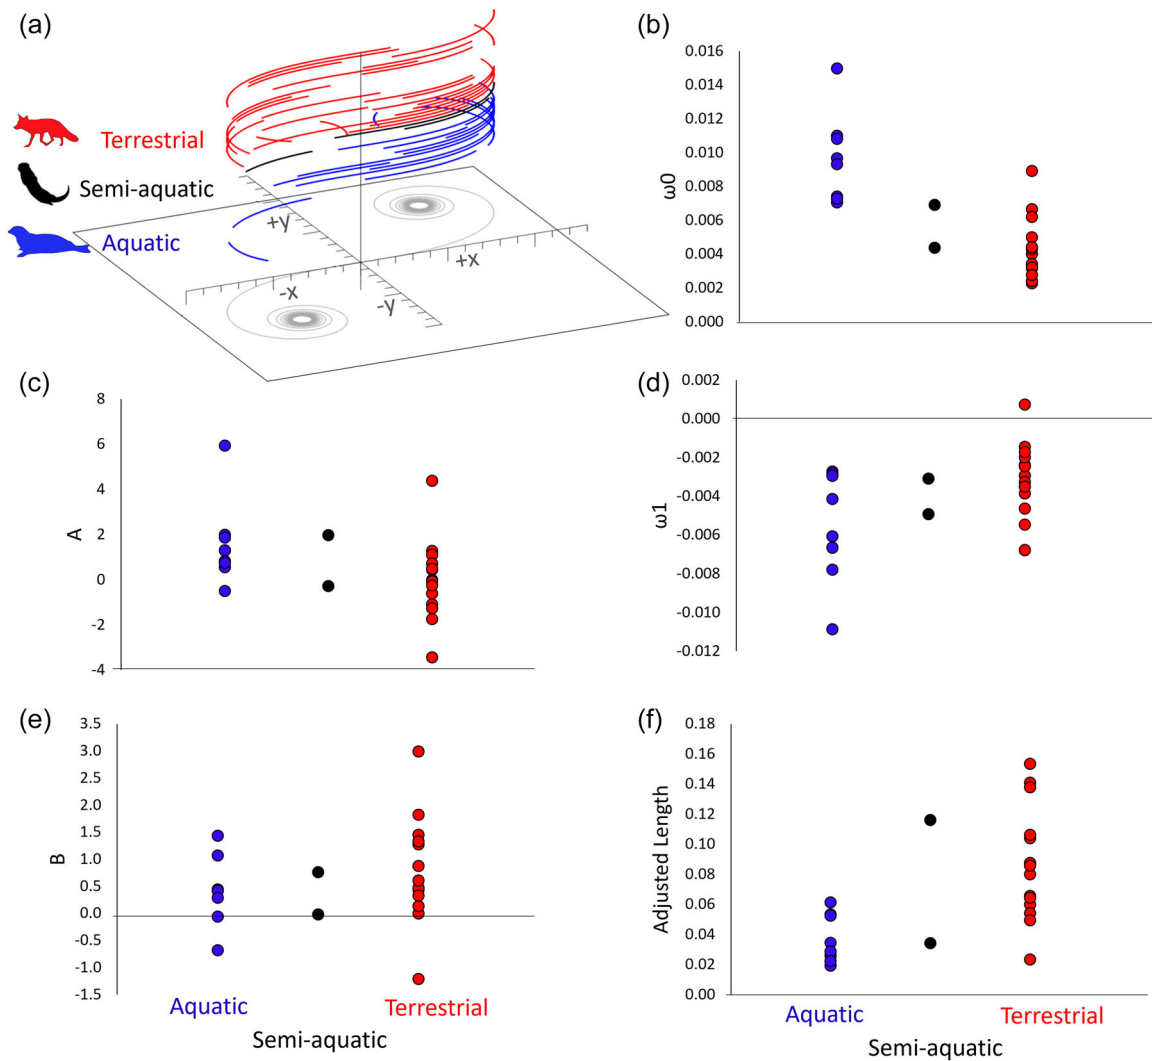 (a)
Terrestrial
Semi-aquatic
Aquatic
+y
+x
-x
-y
(b)
0.016
0.014
0.012
0.010
0.008
0.006
0.004
0.002
0.000
ω0
(c)
8
6
4
2
0
-2
-4
A
(d)
0.002
0.000
-0.002
-0.004
-0.006
-0.008
-0.010
-0.012
ω1
(e)
3.5
3.0
2.5
2.0
1.5
1.0
0.5
0.0
-0.5
-1.0
-1.5
B
Aquatic
Terrestrial
Semi-aquatic
(f)
0.18
0.16
0.14
0.12
0.10
0.08
0.06
0.04
0.02
0.00
Adjusted Length
Aquatic
Terrestrial
Semi-aquatic